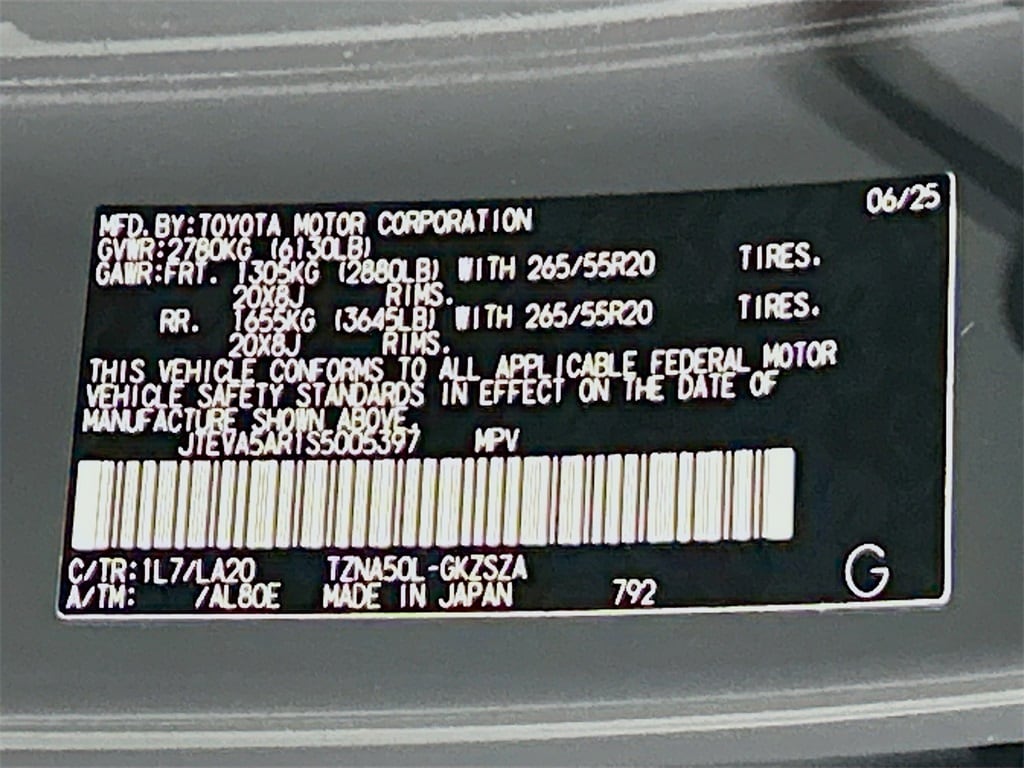 06/25
MFD. BY:TOYOTA MOTOR CORPORATION
GVWR:2780KG (6130LB)
GAWR:FRT. 1305KG (2880LB) WITH 265/55R20 TIRES.
20X8J RIMS.
RR. 1655KG (3645LB) WITH 265/55R20 TIRES.
20X8J RIMS.
THIS VEHICLE CONFORMS TO ALL APPLICABLE FEDERAL MOTOR
VEHICLE SAFETY STANDARDS IN EFFECT ON THE DATE OF
MANUFACTURE SHOWN ABOVE.
JTEVA5AR1S5005397 MPV
C/TR:1L7/LA20 TZNA50L-GKZSZA
A/TM: /AL80E MADE IN JAPAN 792
G